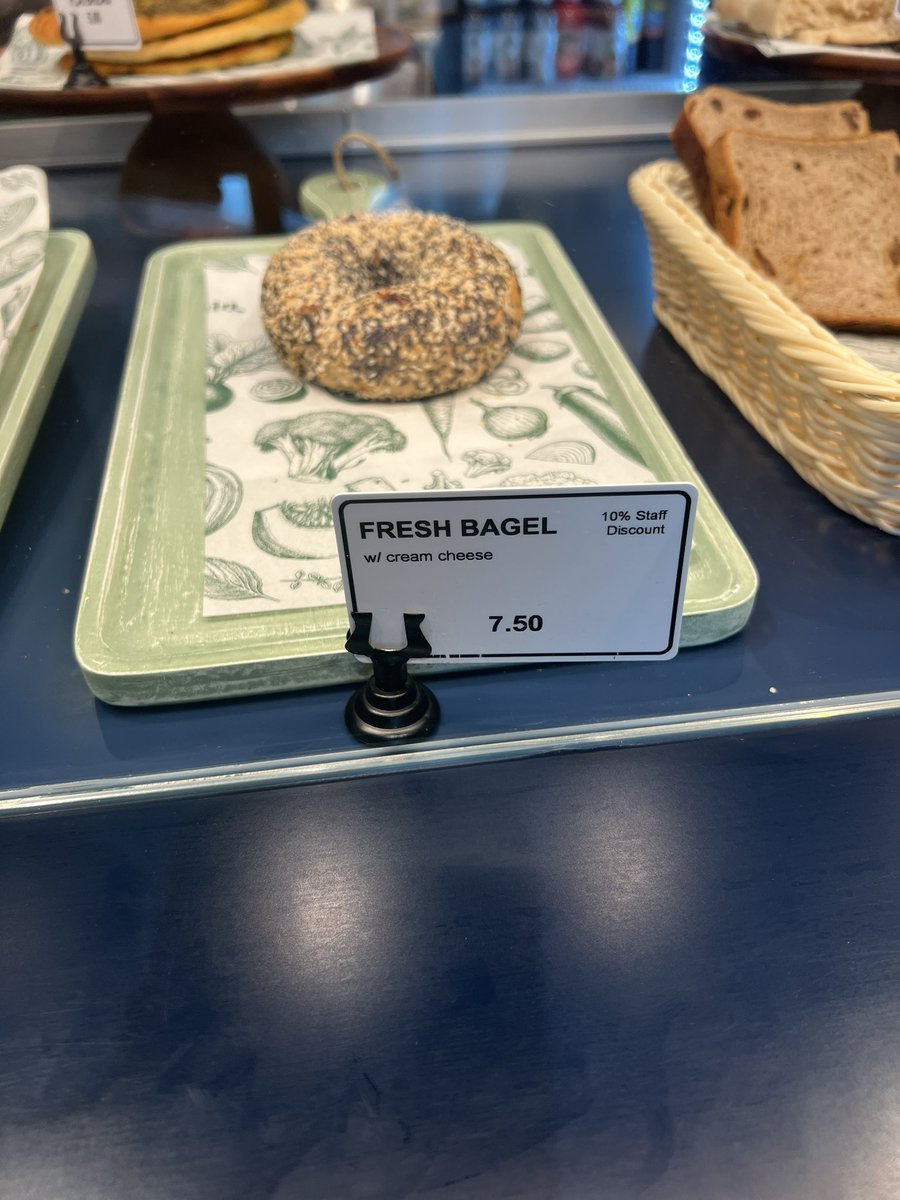 FRESH BAGEL
w/ cream cheese
10% Staff
Discount
7.50